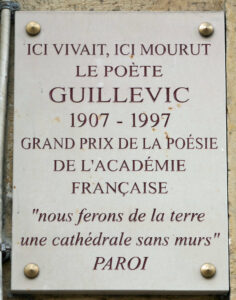 ICI VIVAIT, ICI MOURUT
LE POÈTE
GUILLEVIC
1907 - 1997
GRAND PRIX DE LA POÉSIE
DE L'ACADÉMIE
FRANÇAISE
"nous ferons de la terre
une cathédrale sans murs"
PAROI